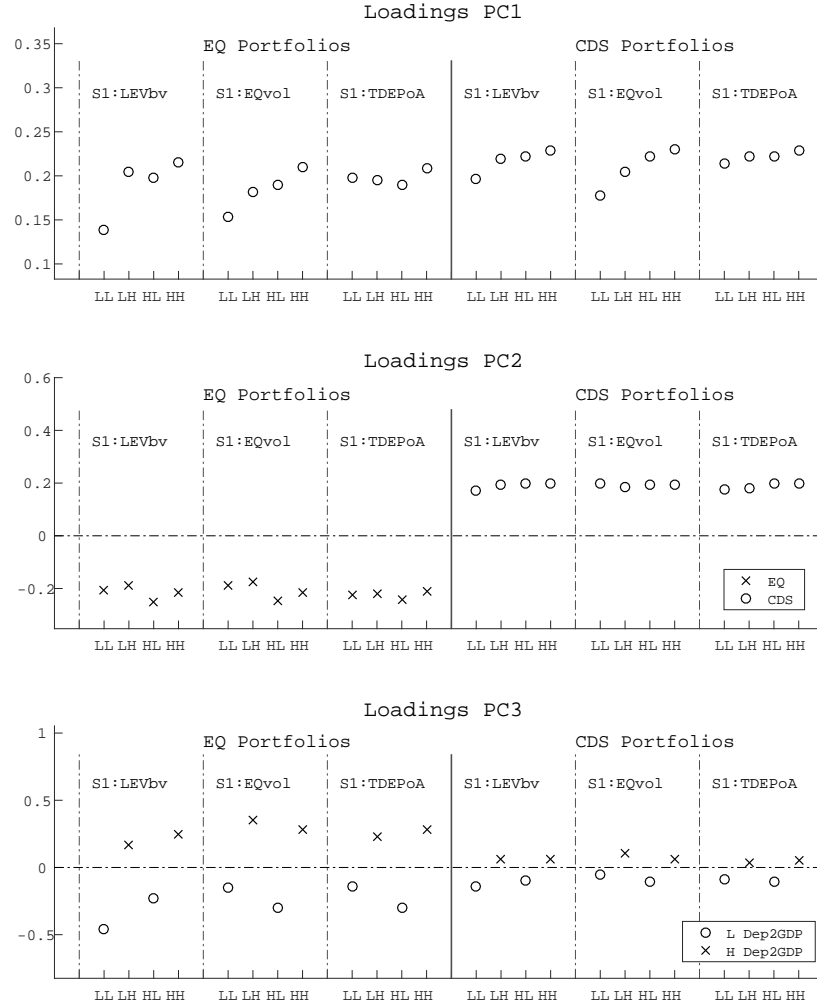 Loadings PC1
EQ Portfolios CDS Portfolios
S1:LEVbv S1:EQvol S1:TDEPoA S1:LEVbv S1:EQvol S1:TDEPoA
0.35
0.3
0.25
0.2
0.15
0.1
LL LH HL HH LL LH HL HH LL LH HL HH LL LH HL HH LL LH HL HH LL LH HL HH
Loadings PC2
EQ Portfolios CDS Portfolios
S1:LEVbv S1:EQvol S1:TDEPoA S1:LEVbv S1:EQvol S1:TDEPoA
0.6
0.4
0.2
0
-0.2
EQ
CDS
LL LH HL HH LL LH HL HH LL LH HL HH LL LH HL HH LL LH HL HH LL LH HL HH
Loadings PC3
EQ Portfolios CDS Portfolios
S1:LEVbv S1:EQvol S1:TDEPoA S1:LEVbv S1:EQvol S1:TDEPoA
1
0.5
0
-0.5
L Dep2GDP
H Dep2GDP
LL LH HL HH LL LH HL HH LL LH HL HH LL LH HL HH LL LH HL HH LL LH HL HH